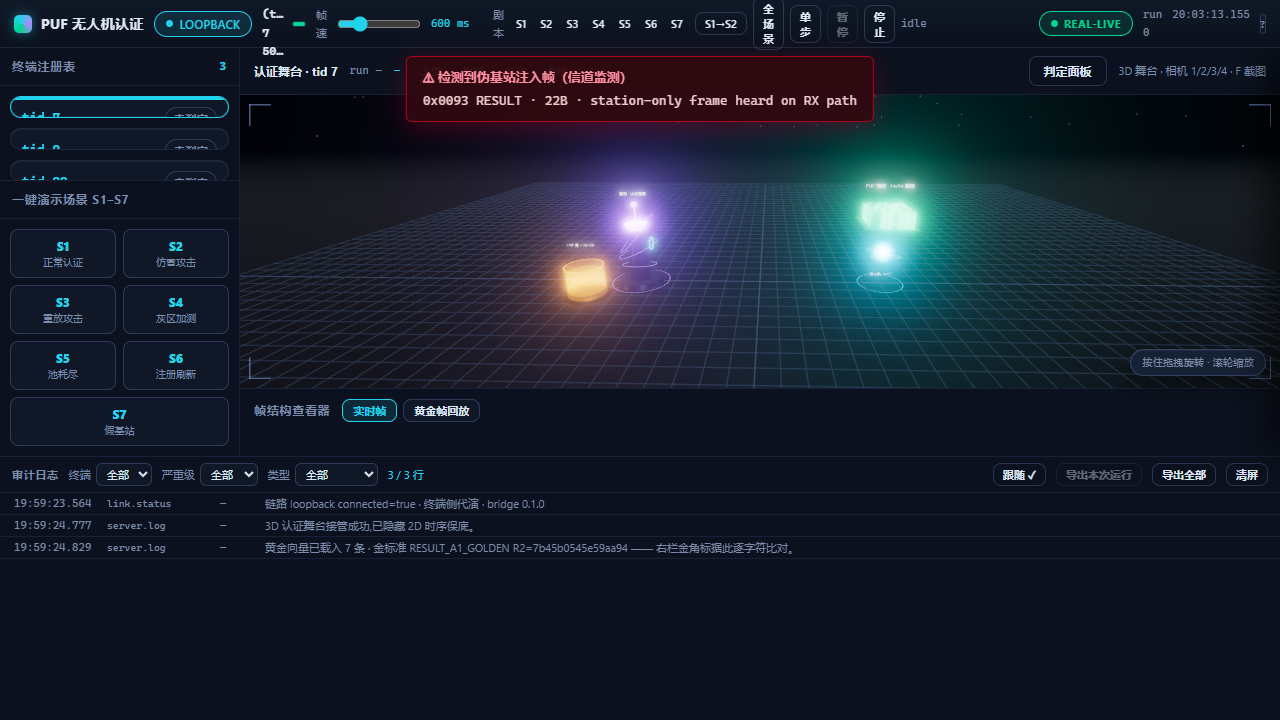 PUF 无人机认证
LOOPBACK
(t…
7
50…
帧速
600 ms
剧本
S1 S2 S3 S4 S5 S6 S7
S1→S2
全场景
单步
暂停
停止
idle
REAL-LIVE
run 0
20:03:13.155
终端注册表
3
认证舞台 · tid 7
run — —
判定面板
3D 舞台 · 相机 1/2/3/4 · F 截图
⚠ 检测到伪基站注入帧（信道监测）
0x0093 RESULT · 22B · station-only frame heard on RX path
一键演示场景 S1–S7
S1
正常认证
S2
仿冒攻击
S3
重放攻击
S4
灰区加测
S5
池耗尽
S6
注册刷新
S7
假基站
按住拖拽旋转 · 滚轮缩放
帧结构查看器
实时帧
黄金帧回放
审计日志
终端 全部
严重级 全部
类型 全部
3 / 3 行
跟随 ✓
导出本次运行
导出全部
清屏
19:59:23.564 link.status — 链路 loopback connected=true · 终端侧代演 · bridge 0.1.0
19:59:24.777 server.log — 3D 认证舞台接管成功,已隐藏 2D 时序保底。
19:59:24.829 server.log — 黄金向量已载入 7 条 · 金标准 RESULT_A1_GOLDEN R2=7b45b0545e59aa94 —— 右栏金角标据此逐字符比对。